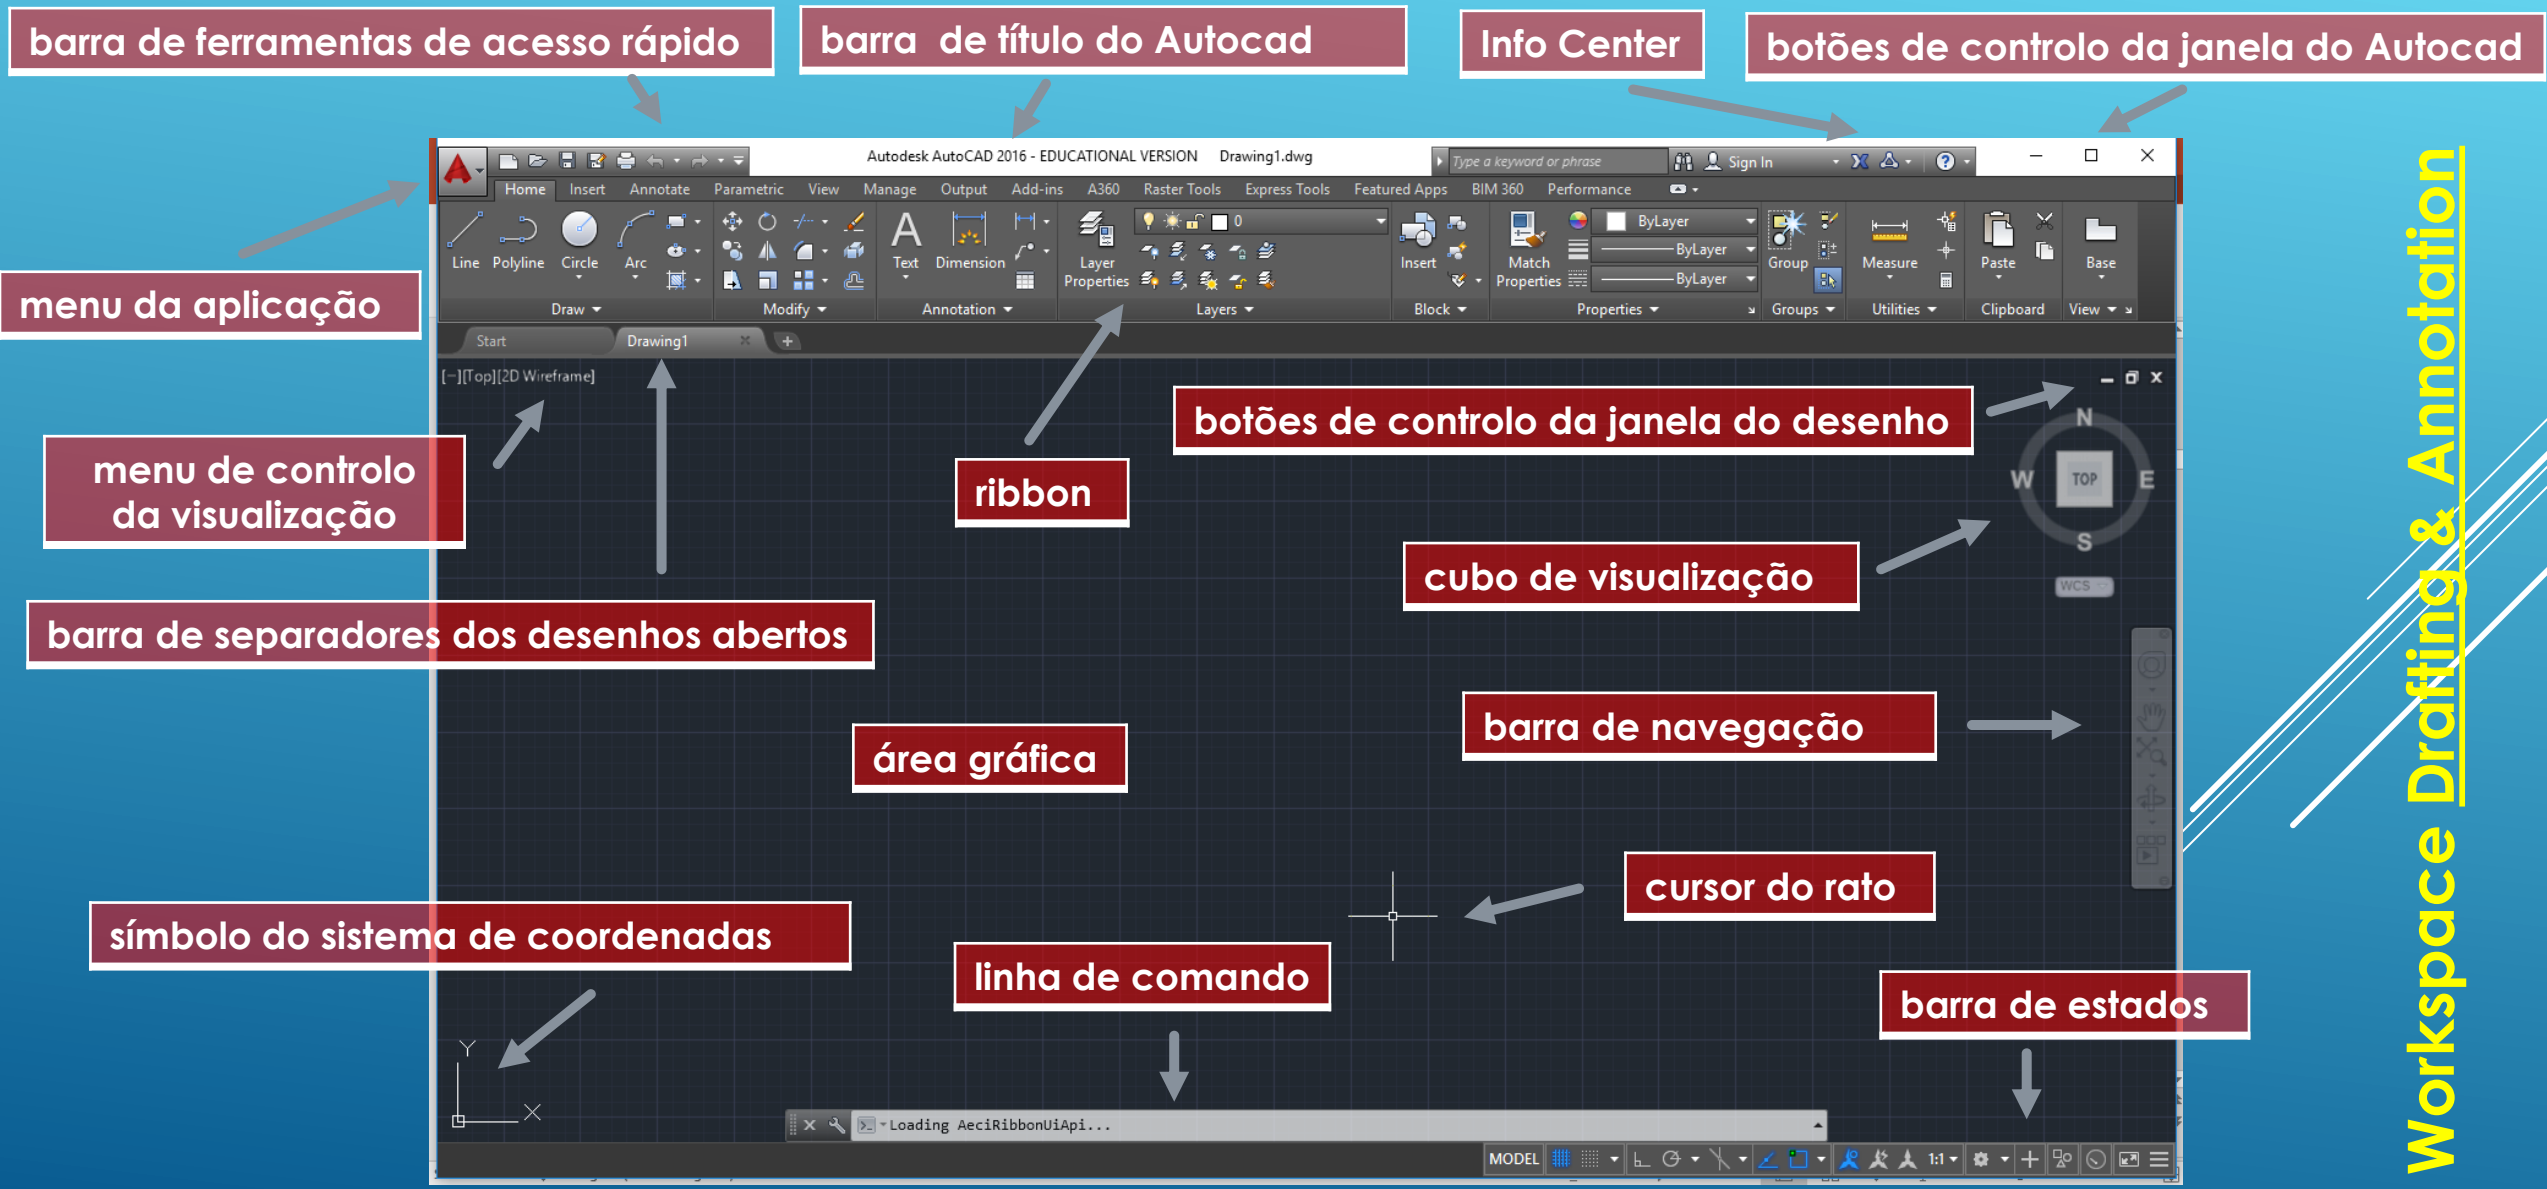 barra de ferramentas de acesso rápido
barra de título do Autocad
Info Center
botões de controlo da janela do Autocad
Autodesk AutoCAD 2016 - EDUCATIONAL VERSION Drawing1.dwg
Type a keyword or phrase
Sign In
Home Insert Annotate Parametric View Manage Output Add-ins A360 Raster Tools Express Tools Featured Apps BIM 360 Performance
0
ByLayer
ByLayer
ByLayer
Line Polyline Circle Arc
Text Dimension
Layer
Properties
Insert
Match
Properties
Group
Measure
Paste
Base
Draw Modify Annotation Layers Block Properties Groups Utilities Clipboard View
menu da aplicação
Start Drawing1
[−][Top][2D Wireframe]
botões de controlo da janela do desenho
menu de controlo
da visualização
ribbon
N
W TOP E
S
WCS
cubo de visualização
barra de separadores dos desenhos abertos
barra de navegação
área gráfica
cursor do rato
símbolo do sistema de coordenadas
linha de comando
barra de estados
Y
X
Loading AeciRibbonUiApi...
MODEL
1:1
Workspace Drafting & Annotation